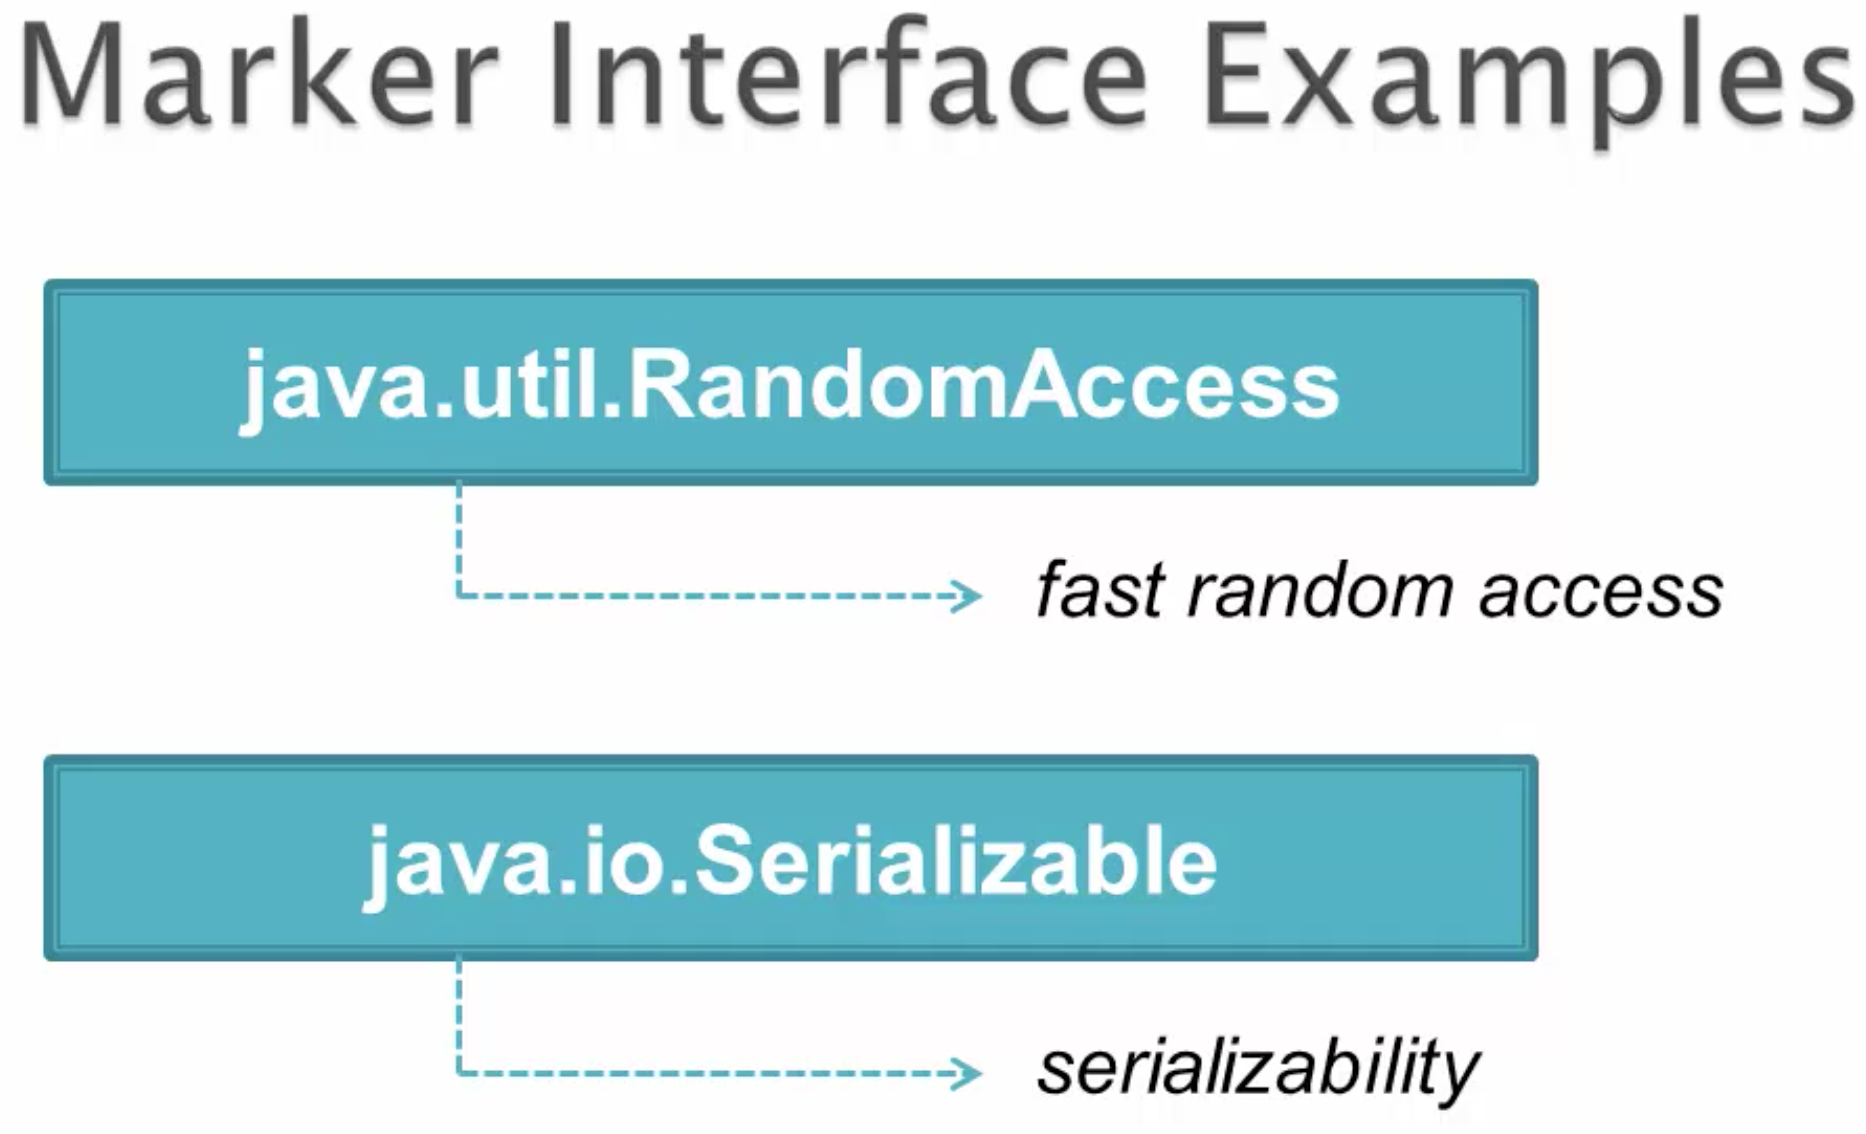 Marker Interface Examples
java.util.RandomAccess
fast random access
java.io.Serializable
serializability